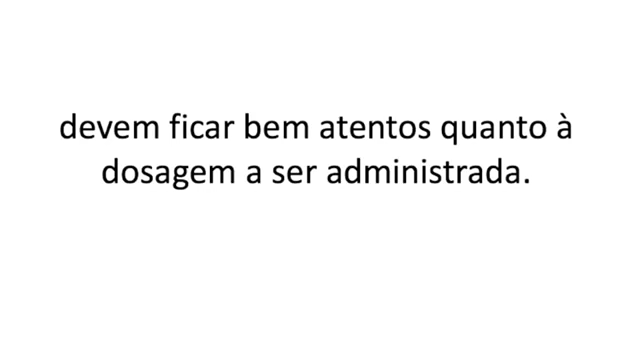 devem ficar bem atentos quanto à
dosagem a ser administrada.